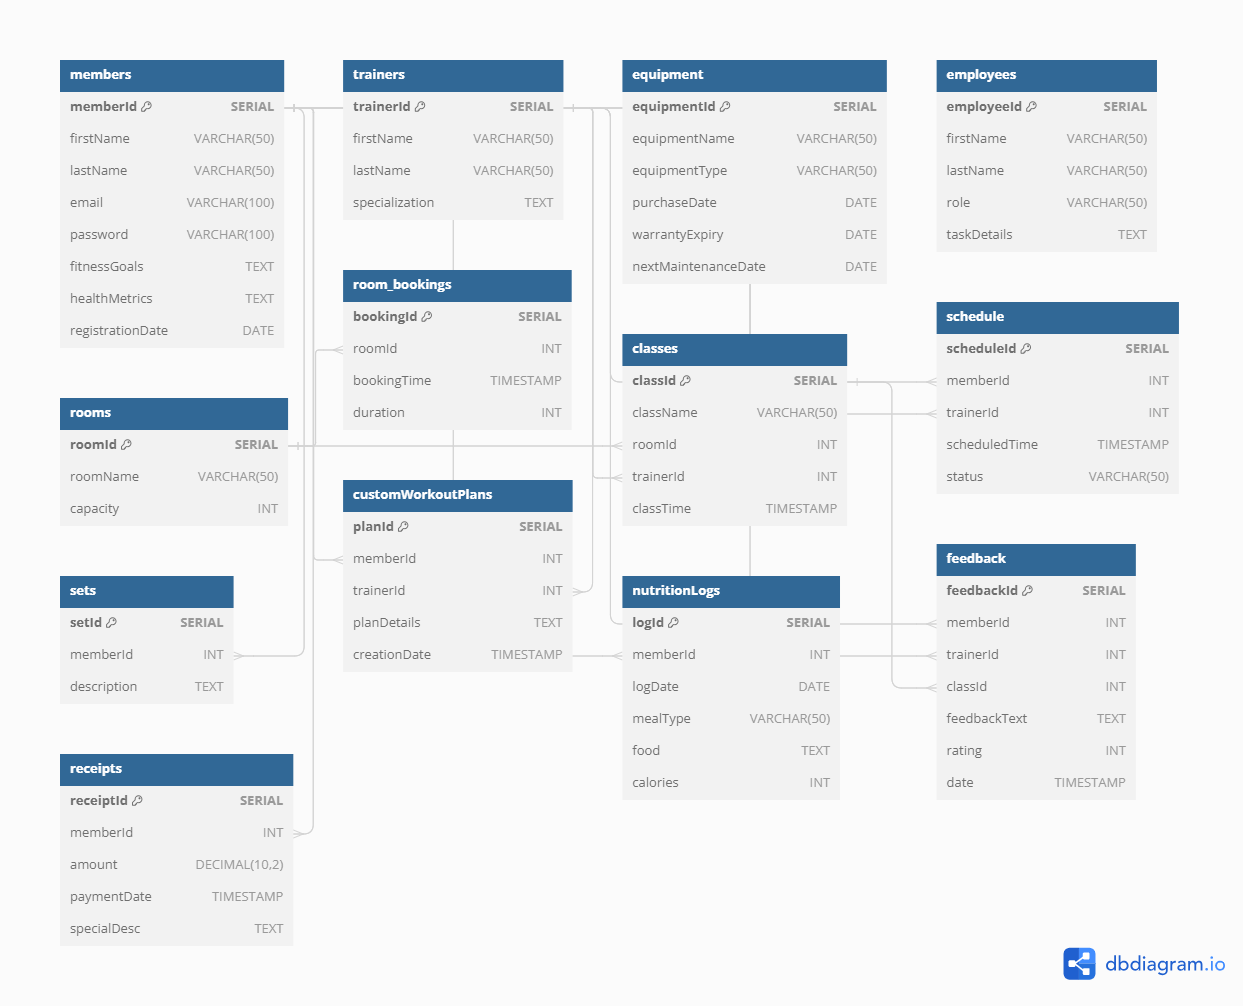 members
memberId SERIAL
firstName VARCHAR(50)
lastName VARCHAR(50)
email VARCHAR(100)
password VARCHAR(100)
fitnessGoals TEXT
healthMetrics TEXT
registrationDate DATE
rooms
roomId SERIAL
roomName VARCHAR(50)
capacity INT
sets
setId SERIAL
memberId INT
description TEXT
receipts
receiptId SERIAL
memberId INT
amount DECIMAL(10,2)
paymentDate TIMESTAMP
specialDesc TEXT
trainers
trainerId SERIAL
firstName VARCHAR(50)
lastName VARCHAR(50)
specialization TEXT
room_bookings
bookingId SERIAL
roomId INT
bookingTime TIMESTAMP
duration INT
customWorkoutPlans
planId SERIAL
memberId INT
trainerId INT
planDetails TEXT
creationDate TIMESTAMP
equipment
equipmentId SERIAL
equipmentName VARCHAR(50)
equipmentType VARCHAR(50)
purchaseDate DATE
warrantyExpiry DATE
nextMaintenanceDate DATE
classes
classId SERIAL
className VARCHAR(50)
roomId INT
trainerId INT
classTime TIMESTAMP
nutritionLogs
logId SERIAL
memberId INT
logDate DATE
mealType VARCHAR(50)
food TEXT
calories INT
employees
employeeId SERIAL
firstName VARCHAR(50)
lastName VARCHAR(50)
role VARCHAR(50)
taskDetails TEXT
schedule
scheduleId SERIAL
memberId INT
trainerId INT
scheduledTime TIMESTAMP
status VARCHAR(50)
feedback
feedbackId SERIAL
memberId INT
trainerId INT
classId INT
feedbackText TEXT
rating INT
date TIMESTAMP
dbdiagram.io